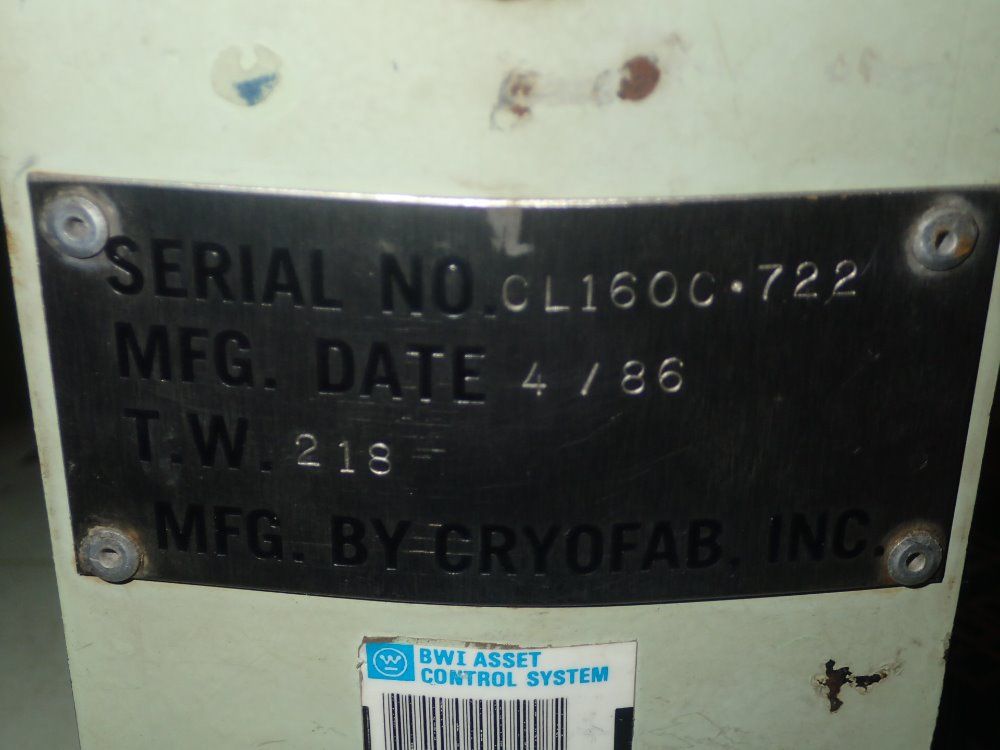 SERIAL NO. CL160C·722
MFG. DATE 4 / 86
T.W. 218
MFG. BY CRYOFAB, INC.
W BWI ASSET
CONTROL SYSTEM